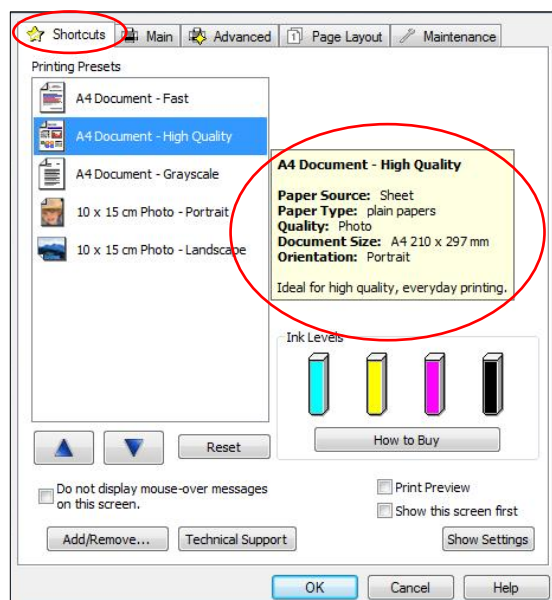 Shortcuts Main Advanced 1 Page Layout Maintenance
Printing Presets
A4 Document - Fast
A4 Document - High Quality
A4 Document - Grayscale
10 x 15 cm Photo - Portrait
10 x 15 cm Photo - Landscape
A4 Document - High Quality
Paper Source: Sheet
Paper Type: plain papers
Quality: Photo
Document Size: A4 210 x 297 mm
Orientation: Portrait
Ideal for high quality, everyday printing.
Ink Levels
How to Buy
Reset
Do not display mouse-over messages
on this screen.
Print Preview
Show this screen first
Add/Remove... Technical Support Show Settings
OK Cancel Help